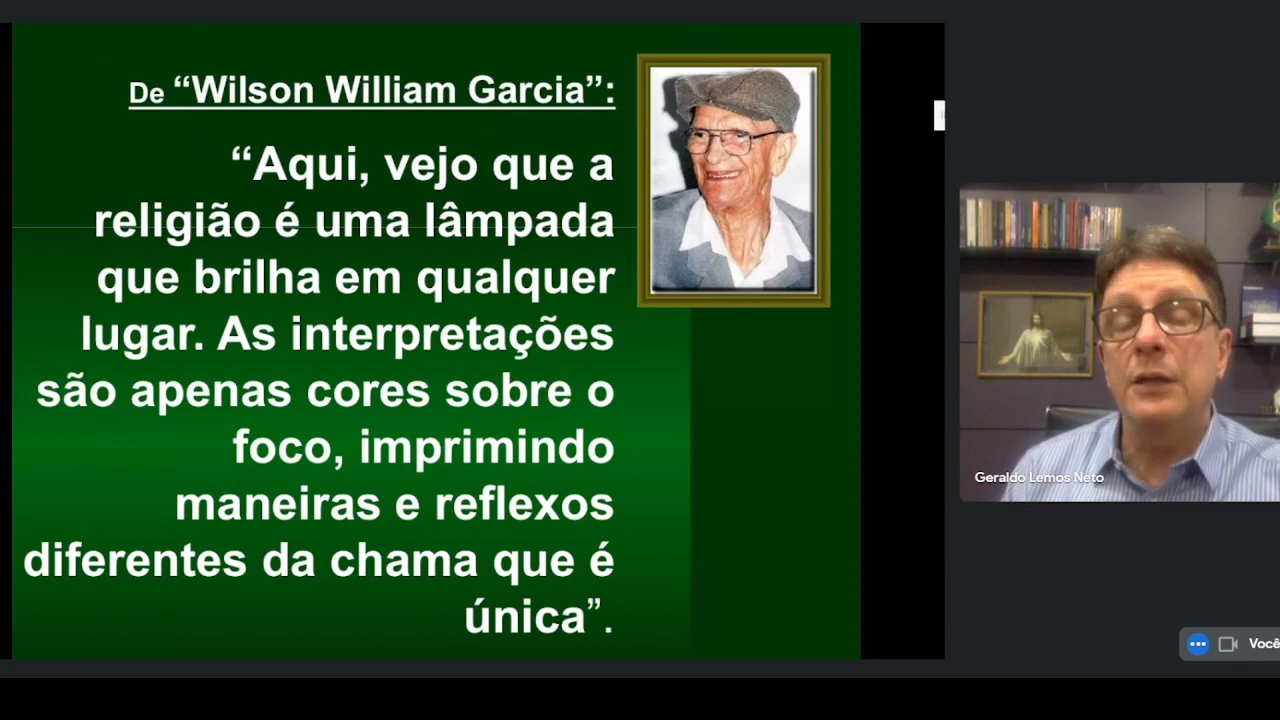 De “Wilson William Garcia”:
“Aqui, vejo que a
religião é uma lâmpada
que brilha em qualquer
lugar. As interpretações
são apenas cores sobre o
foco, imprimindo
maneiras e reflexos
diferentes da chama que é
única”.
Geraldo Lemos Neto
Você